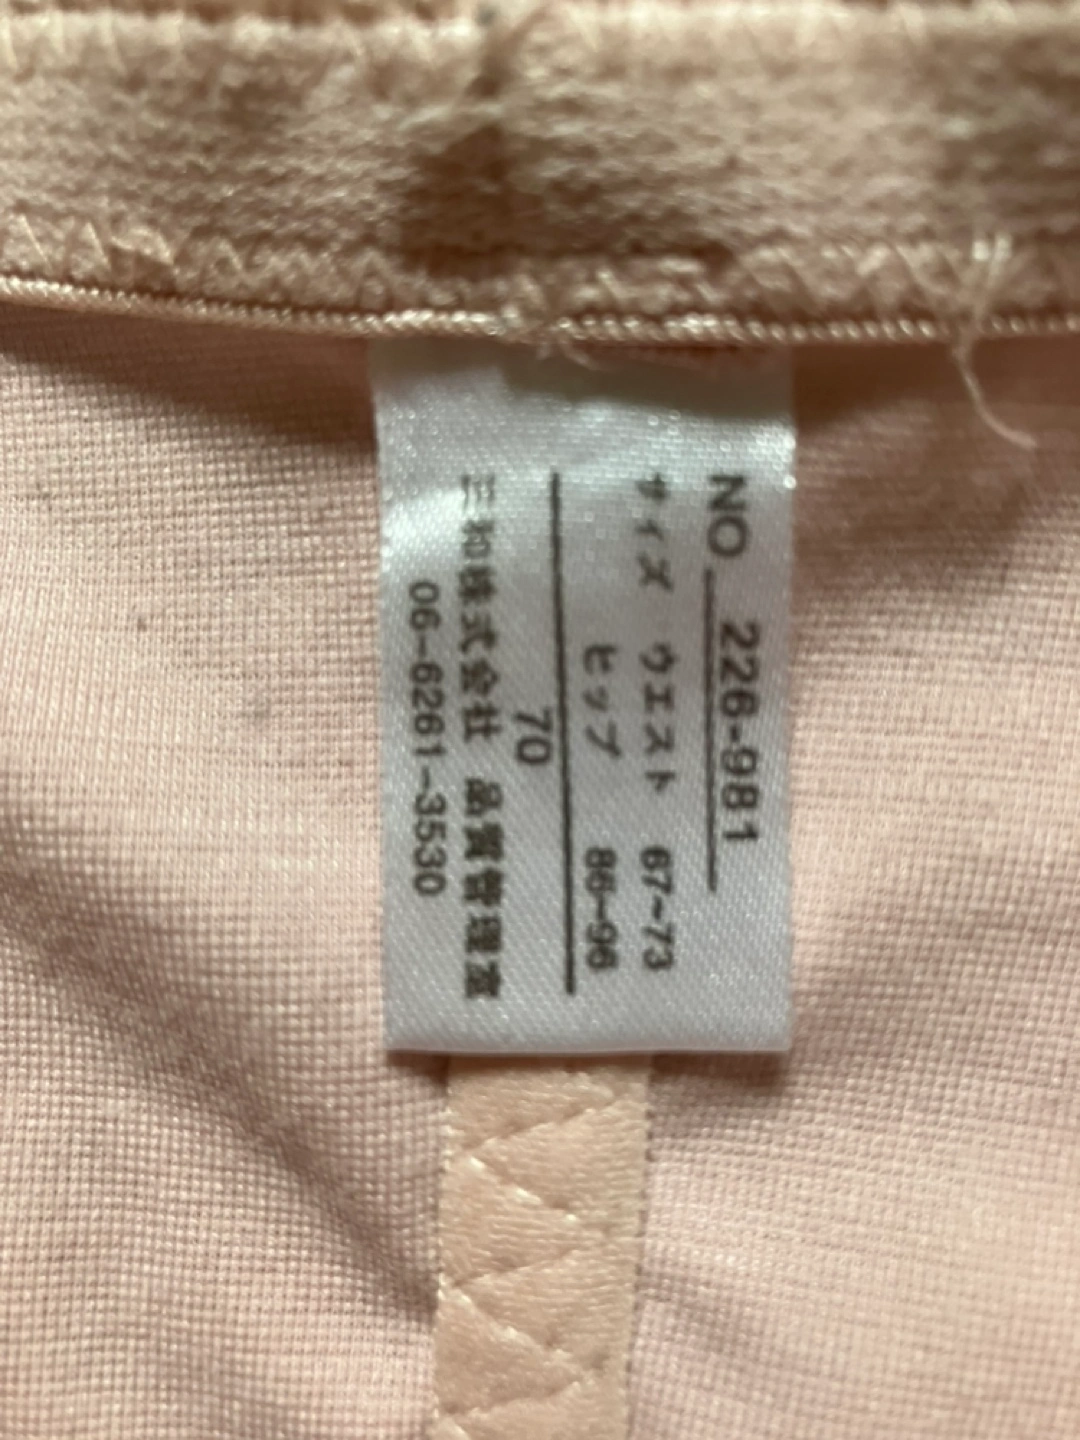 NO 226-981
サイズ ウエスト 67~73
ヒップ 86~96
70
三和株式会社 品質管理室
06-6261-3530